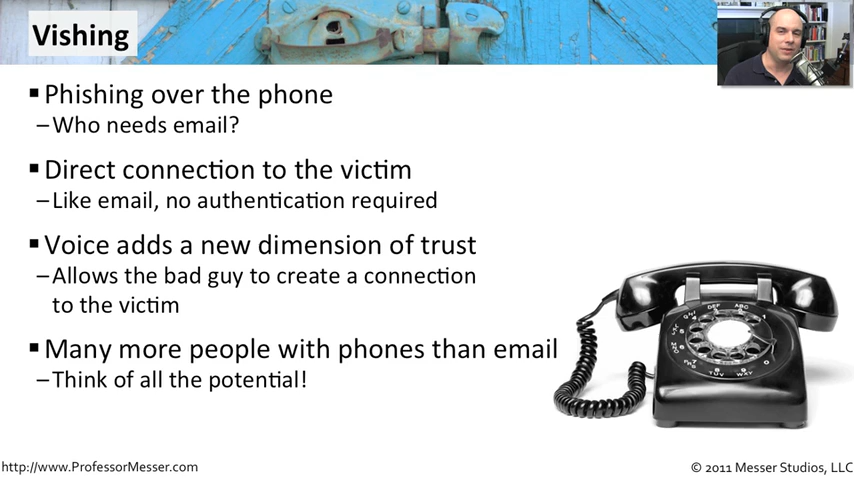 Vishing
▪ Phishing over the phone
– Who needs email?
▪ Direct connection to the victim
– Like email, no authentication required
▪ Voice adds a new dimension of trust
– Allows the bad guy to create a connection
to the victim
▪ Many more people with phones than email
– Think of all the potential!
http://www.ProfessorMesser.com
© 2011 Messer Studios, LLC